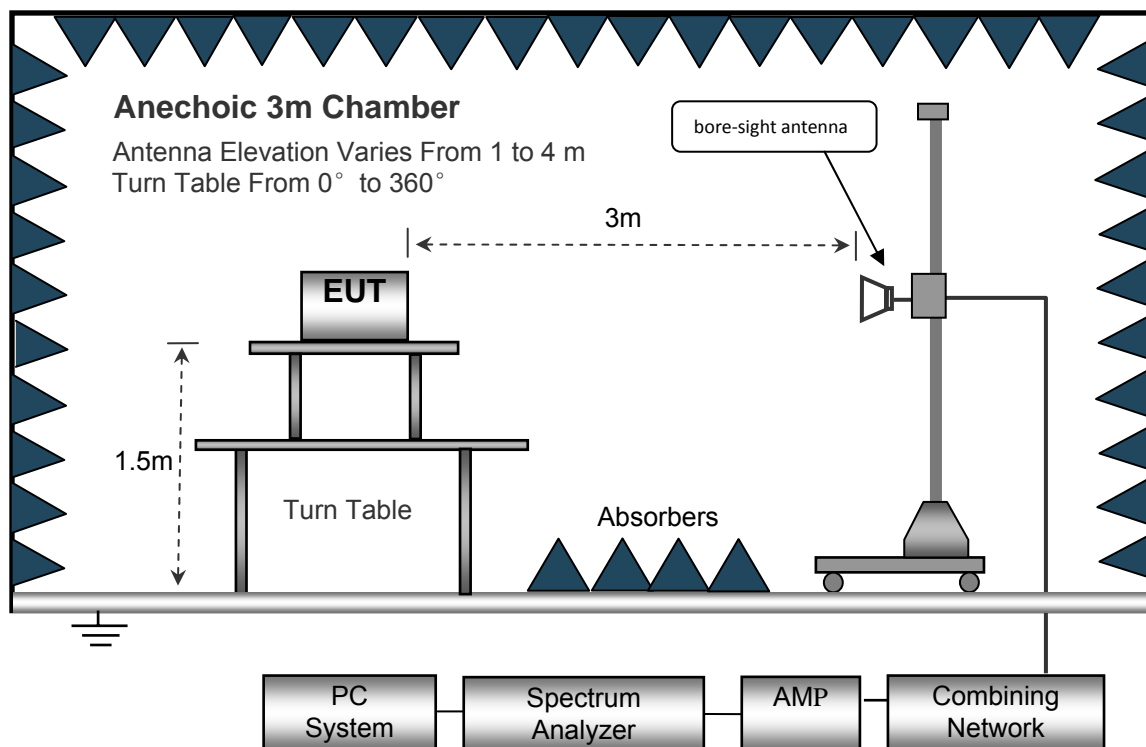 Anechoic 3m Chamber
Antenna Elevation Varies From 1 to 4 m
Turn Table From 0° to 360°
bore-sight antenna
3m
EUT
1.5m
Turn Table
Absorbers
PC
System
Spectrum
Analyzer
AMP
Combining
Network